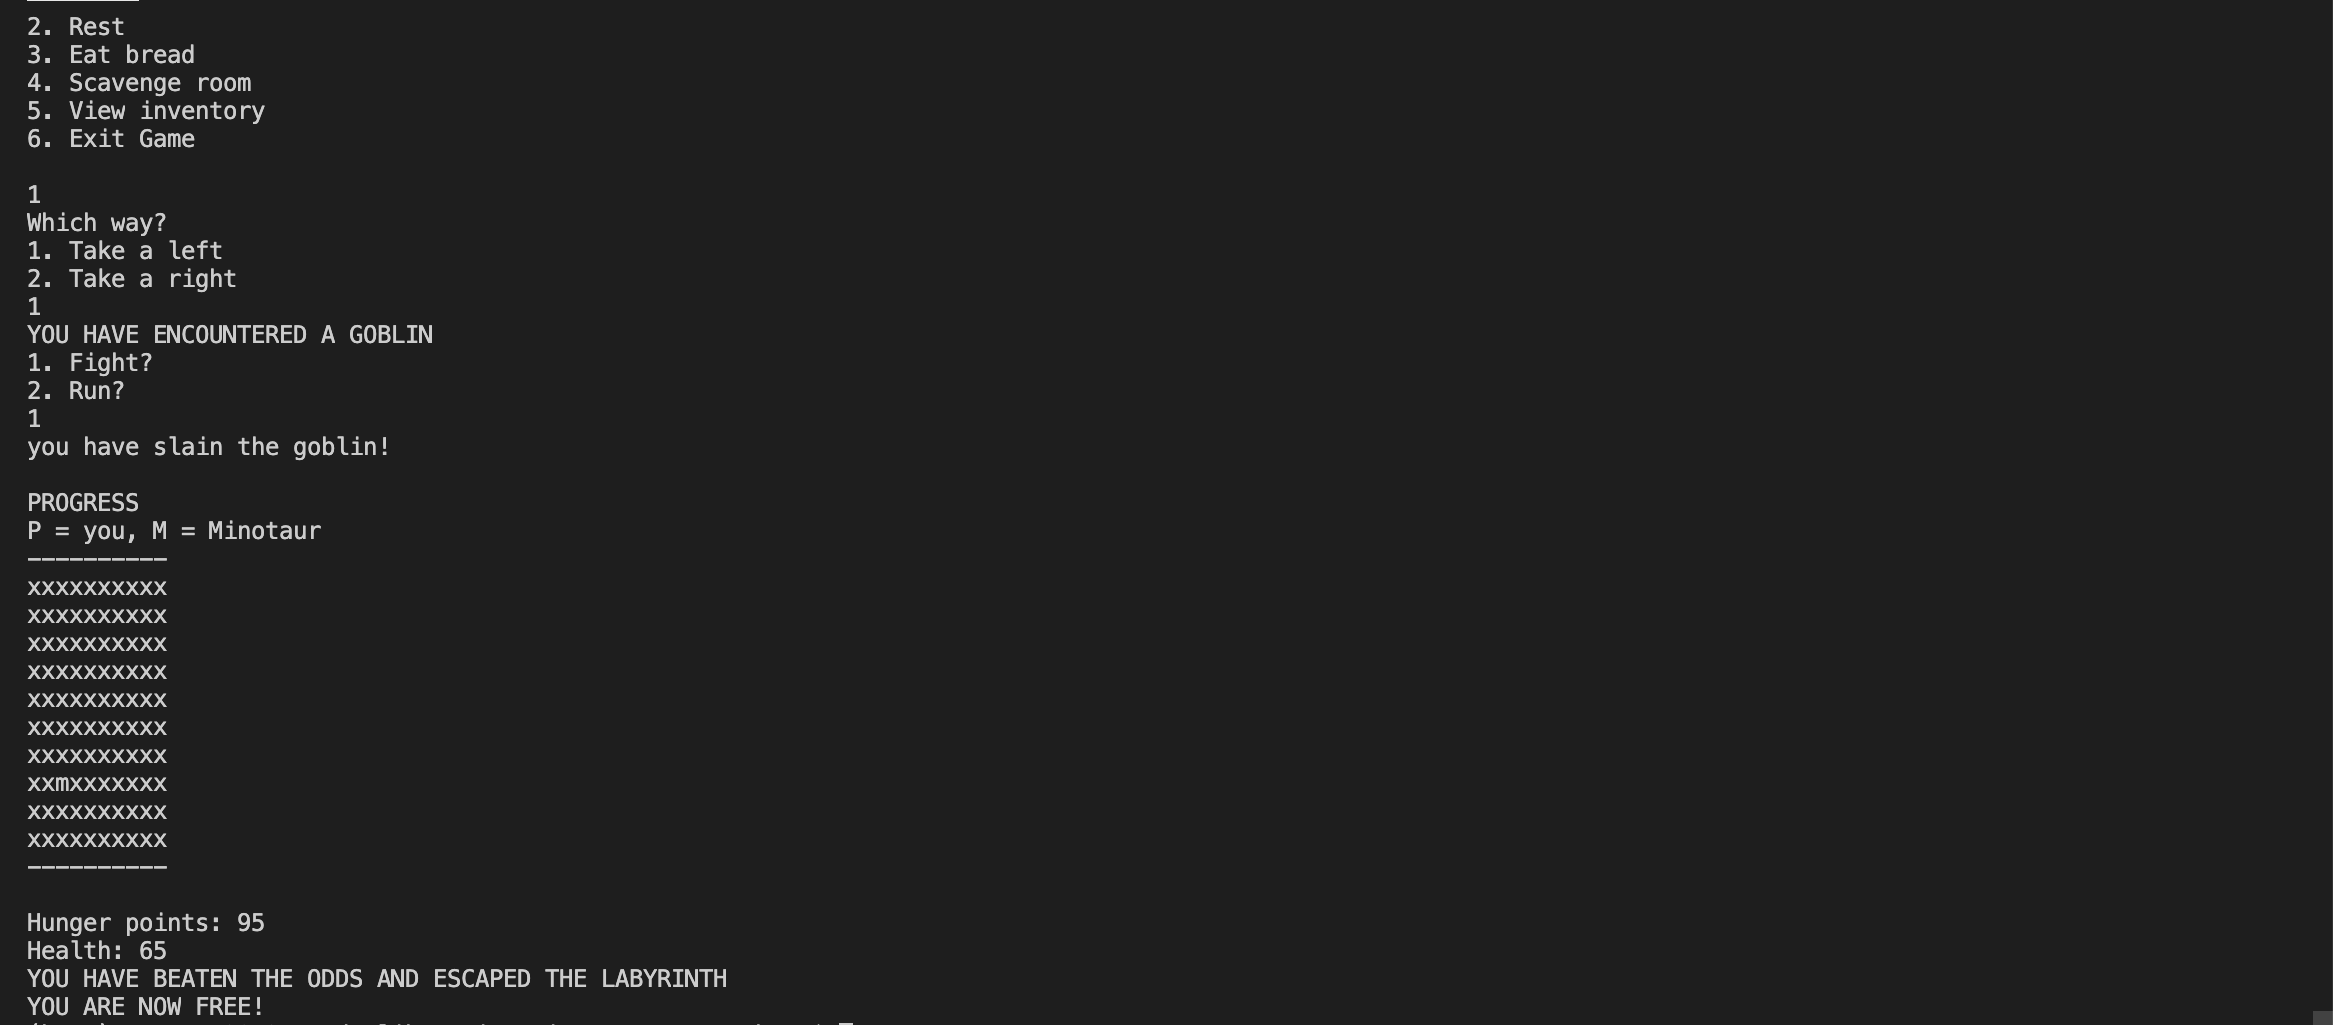 2. Rest
3. Eat bread
4. Scavenge room
5. View inventory
6. Exit Game
1
Which way?
1. Take a left
2. Take a right
1
YOU HAVE ENCOUNTERED A GOBLIN
1. Fight?
2. Run?
1
you have slain the goblin!
PROGRESS
P = you, M = Minotaur
----------
xxxxxxxxxx
xxxxxxxxxx
xxxxxxxxxx
xxxxxxxxxx
xxxxxxxxxx
xxxxxxxxxx
xxxxxxxxxx
xxmxxxxxxx
xxxxxxxxxx
xxxxxxxxxx
----------
Hunger points: 95
Health: 65
YOU HAVE BEATEN THE ODDS AND ESCAPED THE LABYRINTH
YOU ARE NOW FREE!